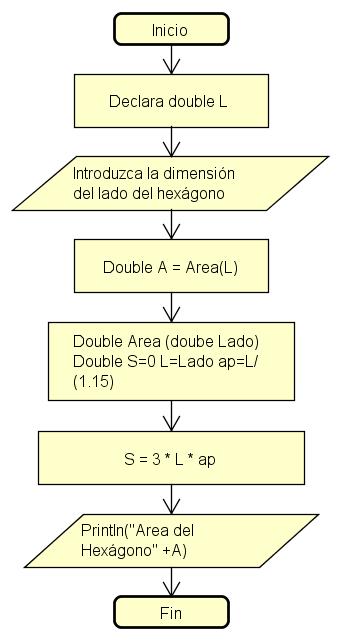 Inicio
Declara double L
Introduzca la dimensión
del lado del hexágono
Double A = Area(L)
Double Area (doube Lado)
Double S=0 L=Lado ap=L/
(1.15)
S = 3 * L * ap
Println("Area del
Hexágono" +A)
Fin